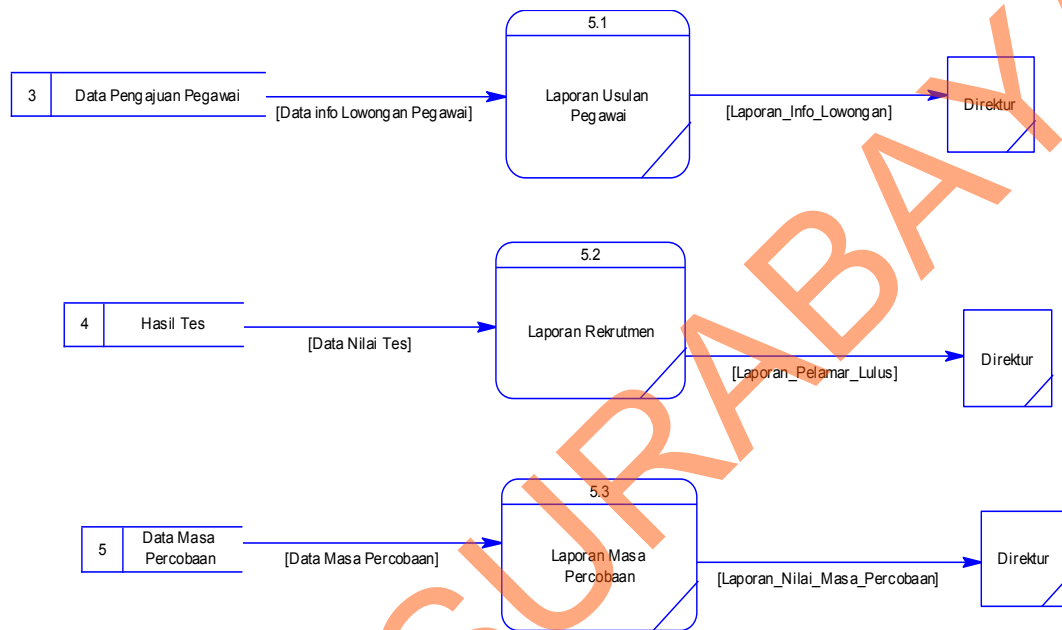 5.1
3
Data Pengajuan Pegawai
[Data info Lowongan Pegawai]
Laporan Usulan
Pegawai
[Laporan_Info_Lowongan]
Direktur
5.2
4
Hasil Tes
[Data Nilai Tes]
Laporan Rekrutmen
[Laporan_Pelamar_Lulus]
Direktur
5.3
5
Data Masa
Percobaan
[Data Masa Percobaan]
Laporan Masa
Percobaan
[Laporan_Nilai_Masa_Percobaan]
Direktur
SURABAY